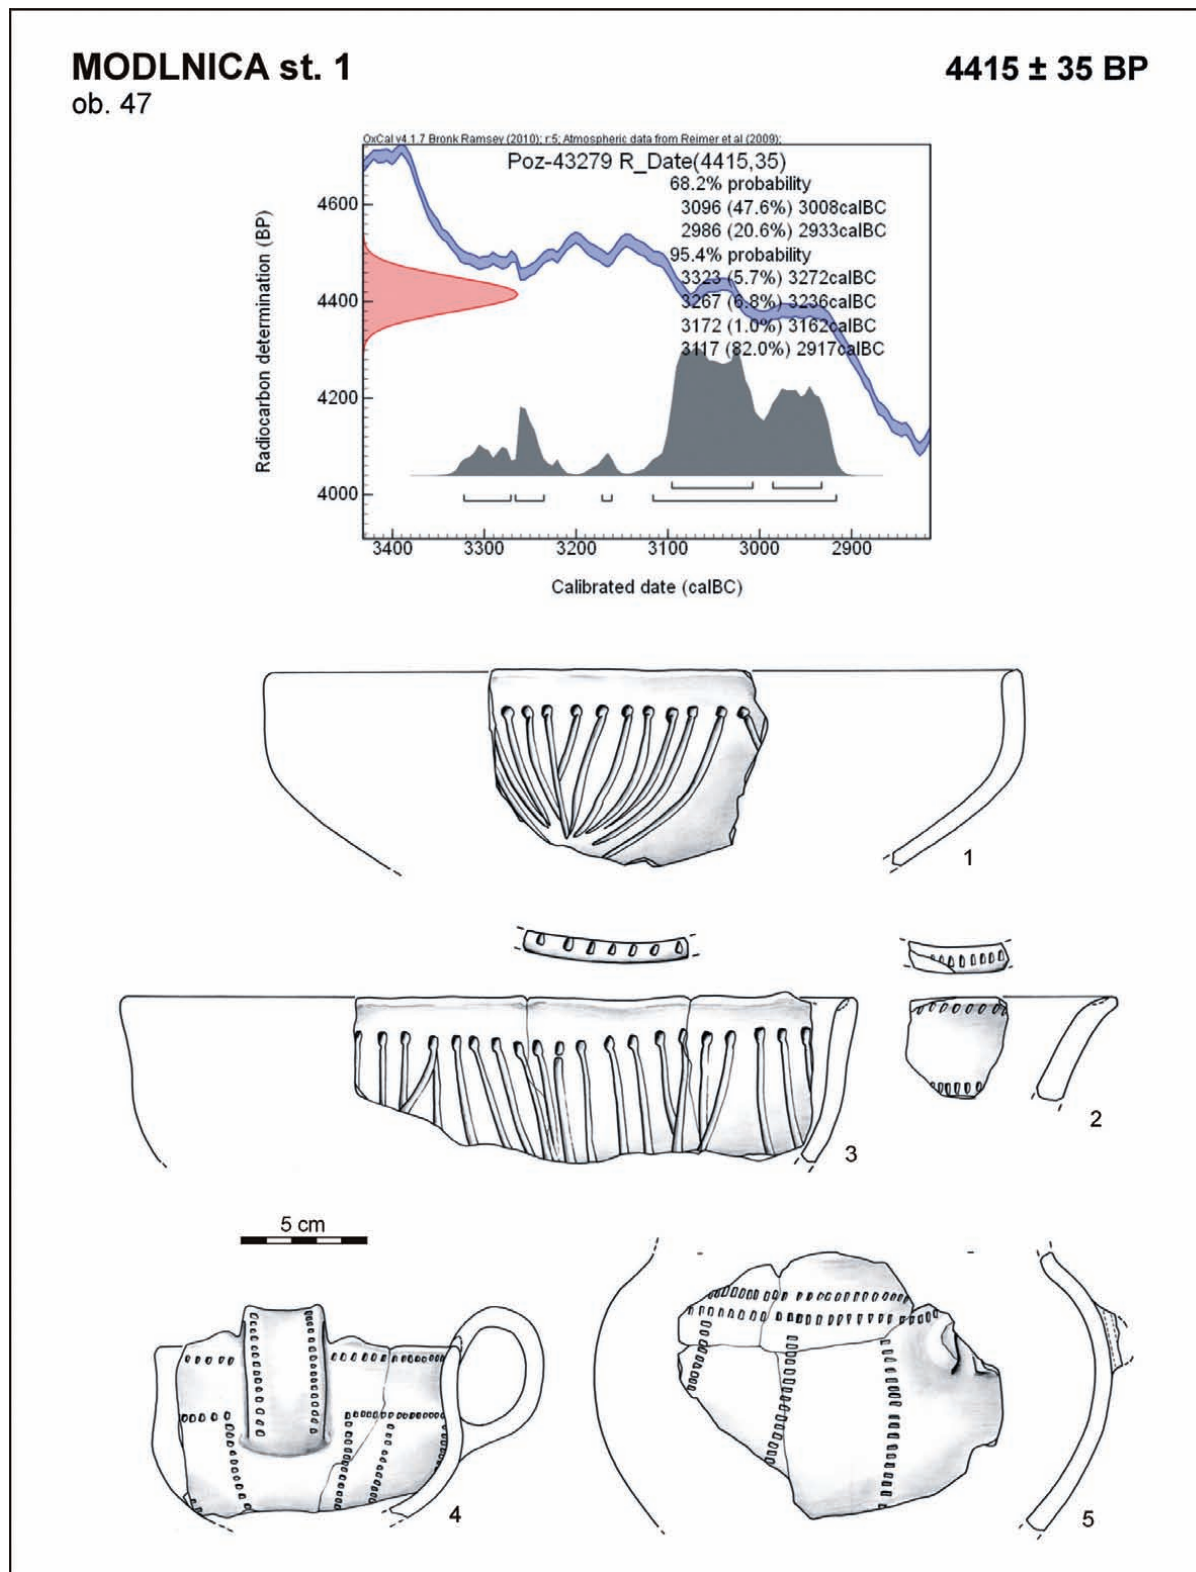 MODLNICA st. 1
4415 ± 35 BP
ob. 47
OxCal v4.1.7 Bronk Ramsey (2010); r:5; Atmospheric data from Reimer et al (2009);
Poz-43279 R_Date(4415,35)
68.2% probability
3096 (47.6%) 3008calBC
2986 (20.6%) 2933calBC
95.4% probability
3323 (5.7%) 3272calBC
3267 (6.8%) 3236calBC
3172 (1.0%) 3162calBC
3117 (82.0%) 2917calBC
Radiocarbon determination (BP)
4600
4400
4200
4000
3400 3300 3200 3100 3000 2900
Calibrated date (calBC)
1
2
3
5 cm
4
5